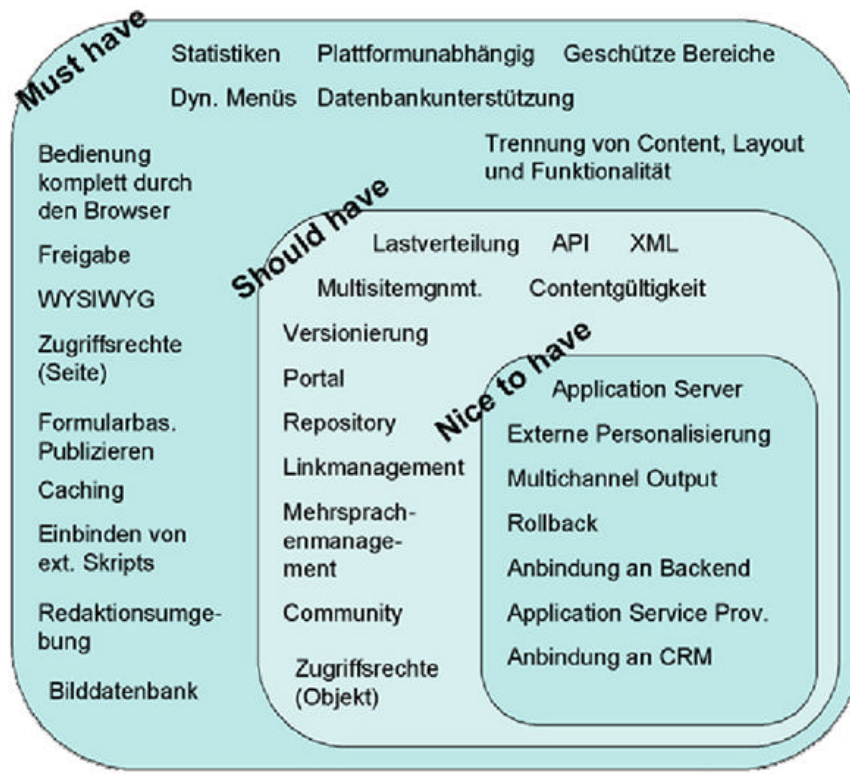 Must have
Statistiken Plattformunabhängig Geschütze Bereiche
Dyn. Menüs Datenbankunterstützung
Trennung von Content, Layout
und Funktionalität
Bedienung
komplett durch
den Browser
Freigabe
WYSIWYG
Zugriffsrechte
(Seite)
Formularbas.
Publizieren
Caching
Einbinden von
ext. Skripts
Redaktionsumge-
bung
Bilddatenbank
Should have
Lastverteilung API XML
Multisitemgnmt. Contentgültigkeit
Versionierung
Portal
Repository
Linkmanagement
Mehrsprach-
enmanage-
ment
Community
Zugriffsrechte
(Objekt)
Nice to have
Application Server
Externe Personalisierung
Multichannel Output
Rollback
Anbindung an Backend
Application Service Prov.
Anbindung an CRM